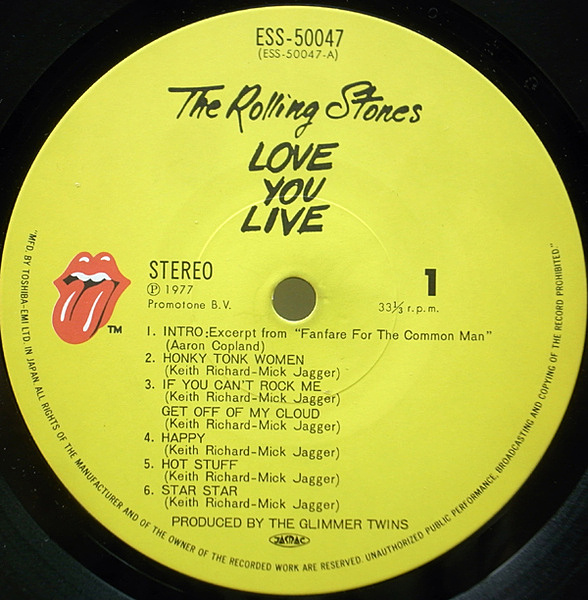 ESS-50047
(ESS-50047-A)
The Rolling Stones
LOVE
YOU
LIVE
STEREO
Ⓟ 1977
Promotone B.V.
1
33⅓ r.p.m.
TM
1. INTRO:Excerpt from "Fanfare For The Common Man"
(Aaron Copland)
2. HONKY TONK WOMEN
(Keith Richard-Mick Jagger)
3. IF YOU CAN'T ROCK ME
(Keith Richard-Mick Jagger)
GET OFF OF MY CLOUD
(Keith Richard-Mick Jagger)
4. HAPPY
(Keith Richard-Mick Jagger)
5. HOT STUFF
(Keith Richard-Mick Jagger)
6. STAR STAR
(Keith Richard-Mick Jagger)
PRODUCED BY THE GLIMMER TWINS
JASRAC
"MFD. BY TOSHIBA-EMI LTD. IN JAPAN. ALL RIGHTS OF THE MANUFACTURER AND OF THE OWNER OF THE RECORDED WORK ARE RESERVED. UNAUTHORIZED PUBLIC PERFORMANCE, BROADCASTING AND COPYING OF THE RECORD PROHIBITED."